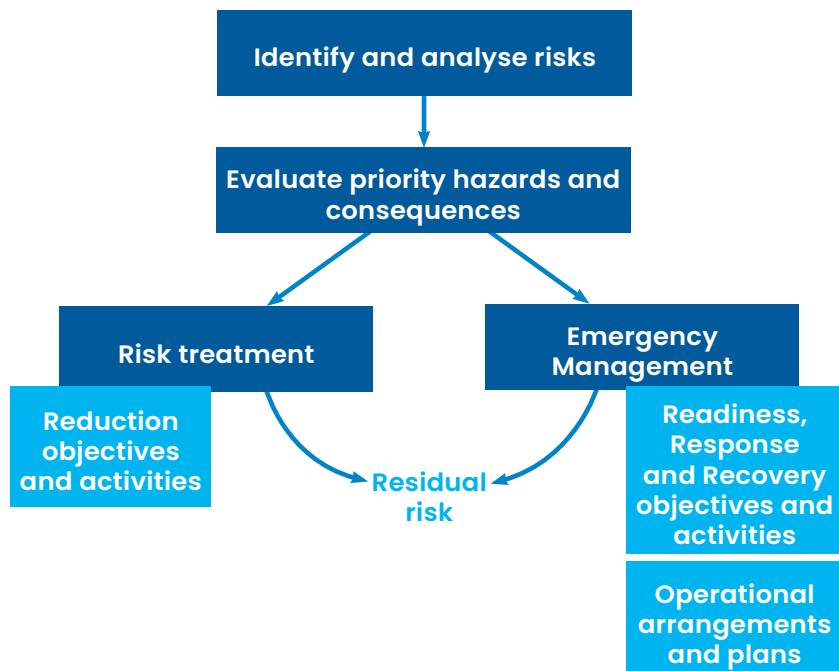 Identify and analyse risks
Evaluate priority hazards and
consequences
Risk treatment
Emergency
Management
Reduction
objectives
and activities
Readiness,
Response
and Recovery
objectives and
activities
Residual
risk
Operational
arrangements
and plans